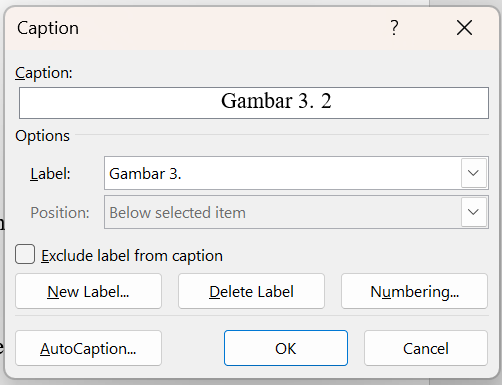 Caption
?
Caption:
Gambar 3. 2
Options
Label:
Gambar 3.
Position:
Below selected item
Exclude label from caption
New Label...
Delete Label
Numbering...
AutoCaption...
OK
Cancel